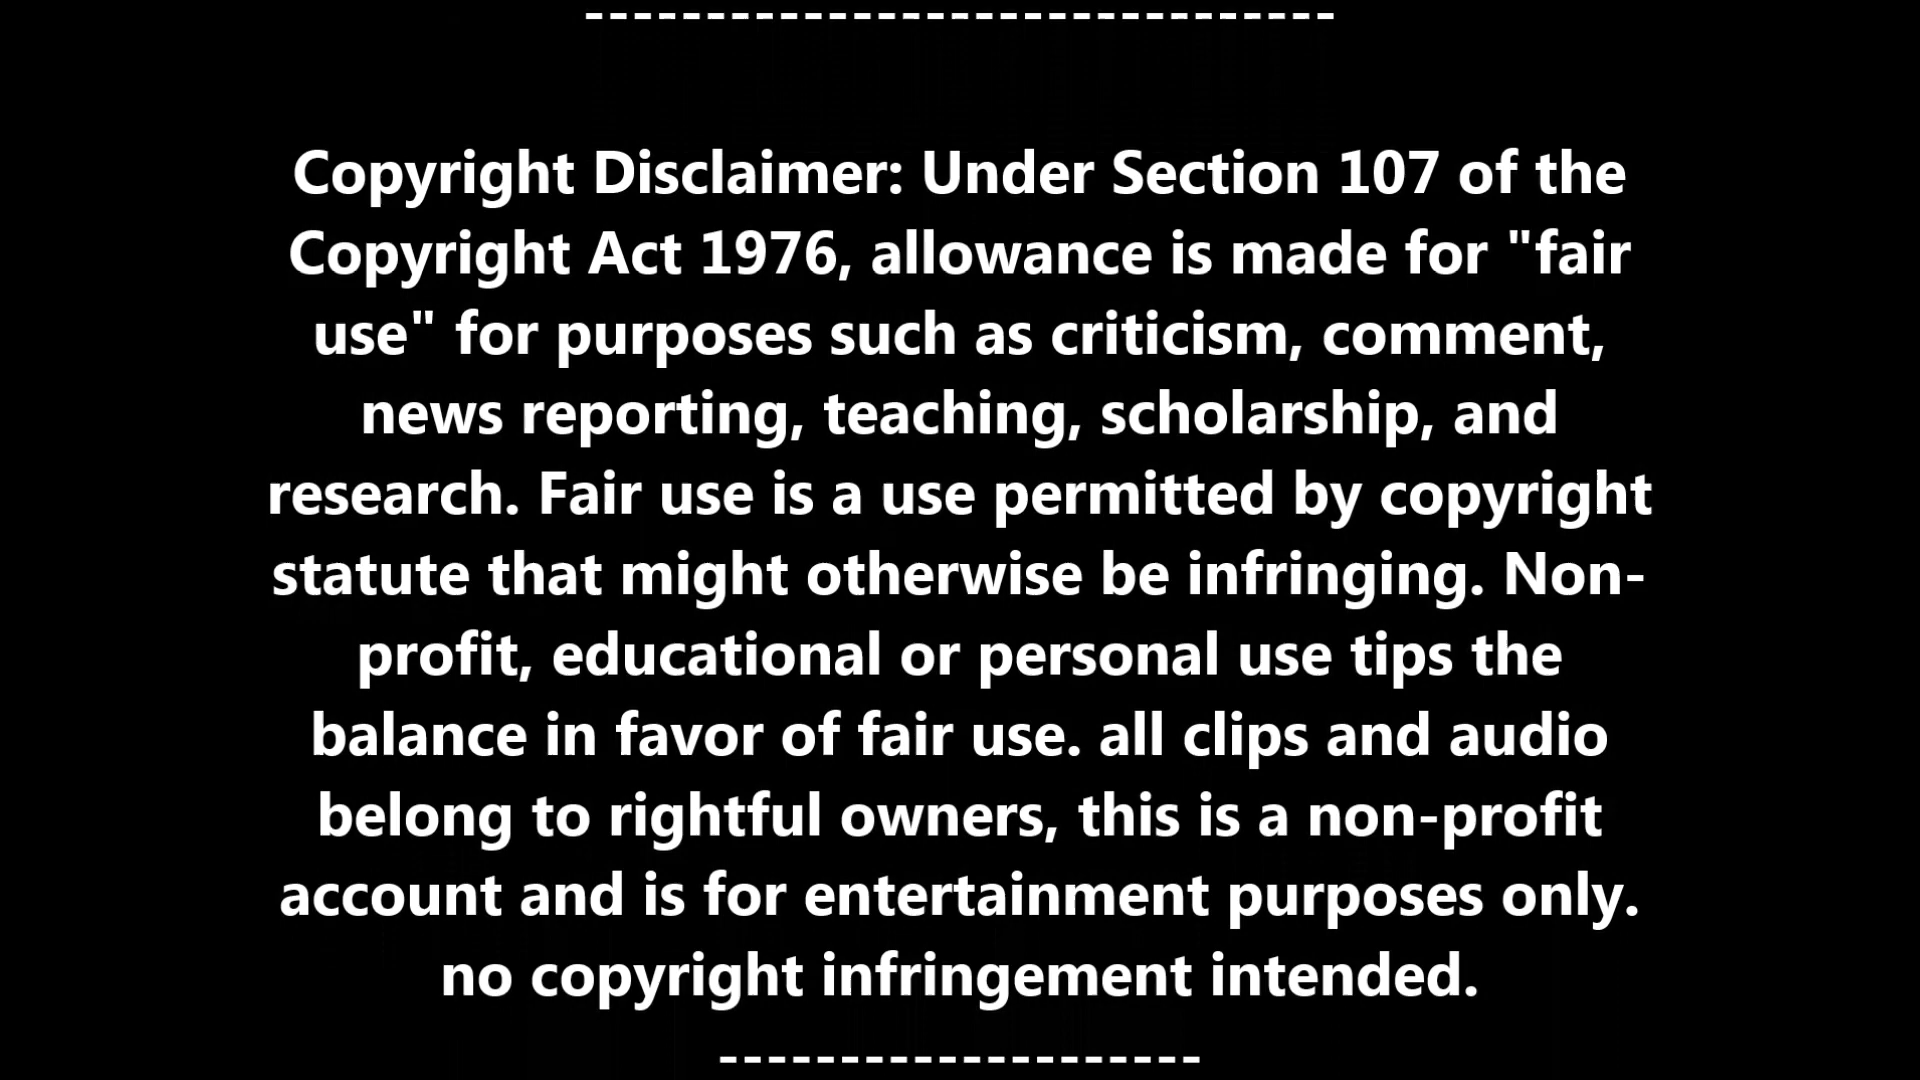 -------------------------------
Copyright Disclaimer: Under Section 107 of the
Copyright Act 1976, allowance is made for "fair
use" for purposes such as criticism, comment,
news reporting, teaching, scholarship, and
research. Fair use is a use permitted by copyright
statute that might otherwise be infringing. Non-
profit, educational or personal use tips the
balance in favor of fair use. all clips and audio
belong to rightful owners, this is a non-profit
account and is for entertainment purposes only.
no copyright infringement intended.
--------------------